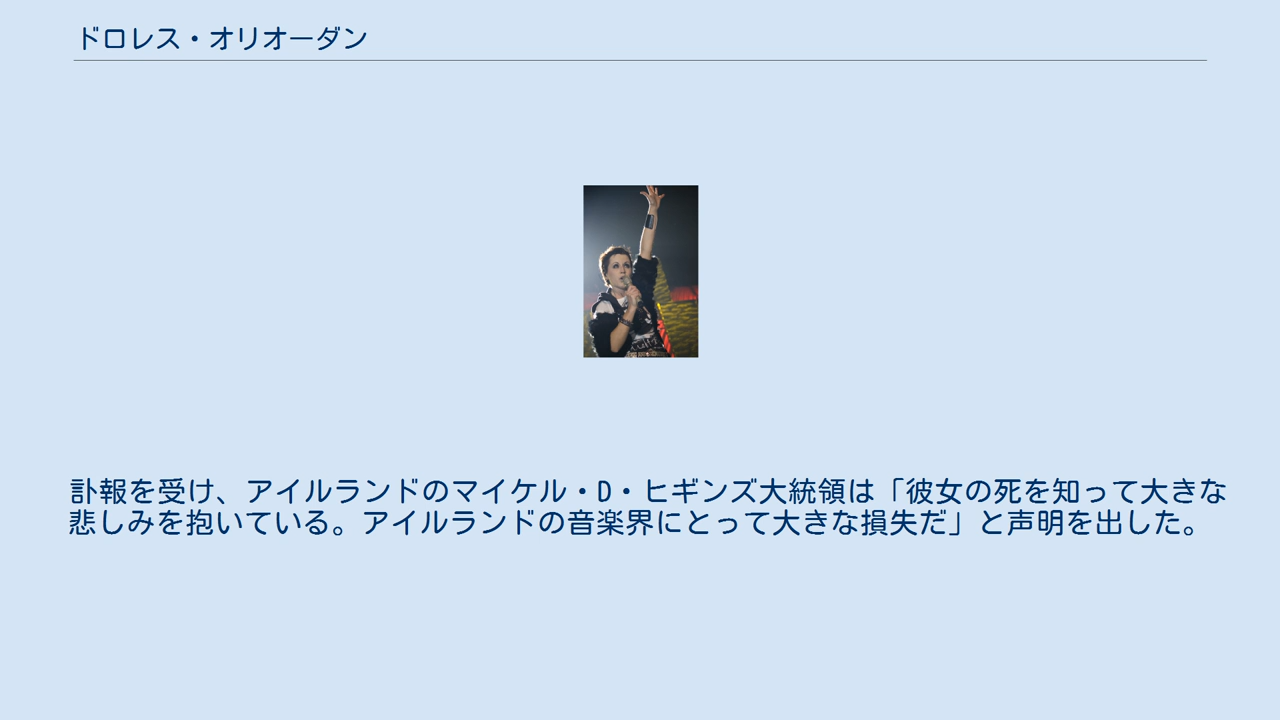 ドロレス・オリオーダン
訃報を受け、アイルランドのマイケル・D・ヒギンズ大統領は「彼女の死を知って大きな
悲しみを抱いている。アイルランドの音楽界にとって大きな損失だ」と声明を出した。